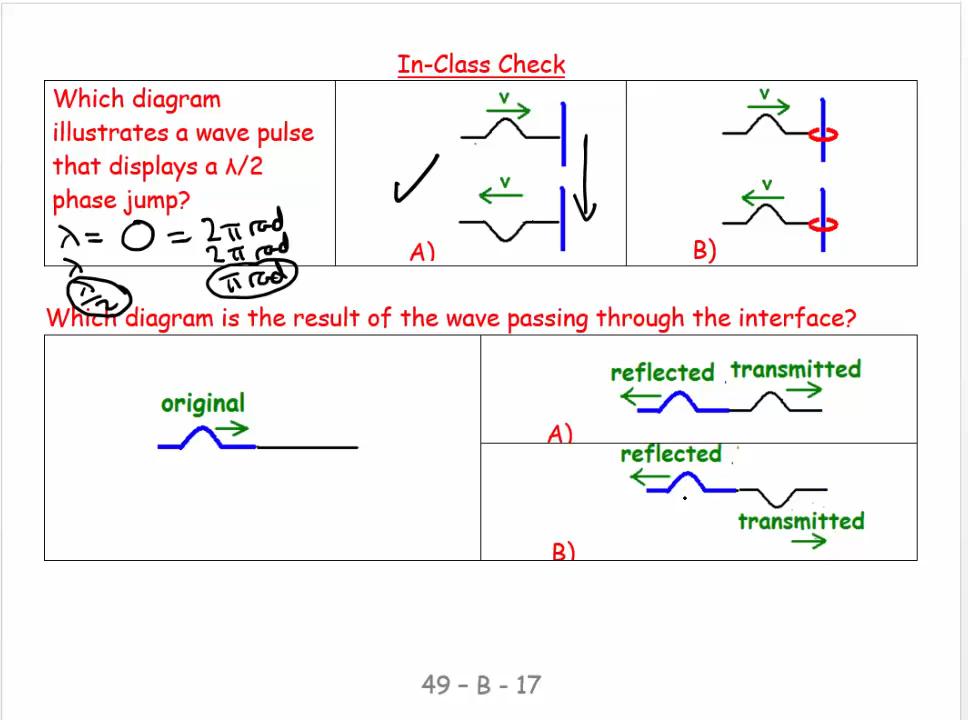 In-Class Check
Which diagram
illustrates a wave pulse
that displays a λ/2
phase jump?
λ = O = 2π rad
λ 2π rad
λ/2 π rad
v
v
A)
v
v
B)
Which diagram is the result of the wave passing through the interface?
original
reflected transmitted
A)
reflected
transmitted
B)
49 – B - 17